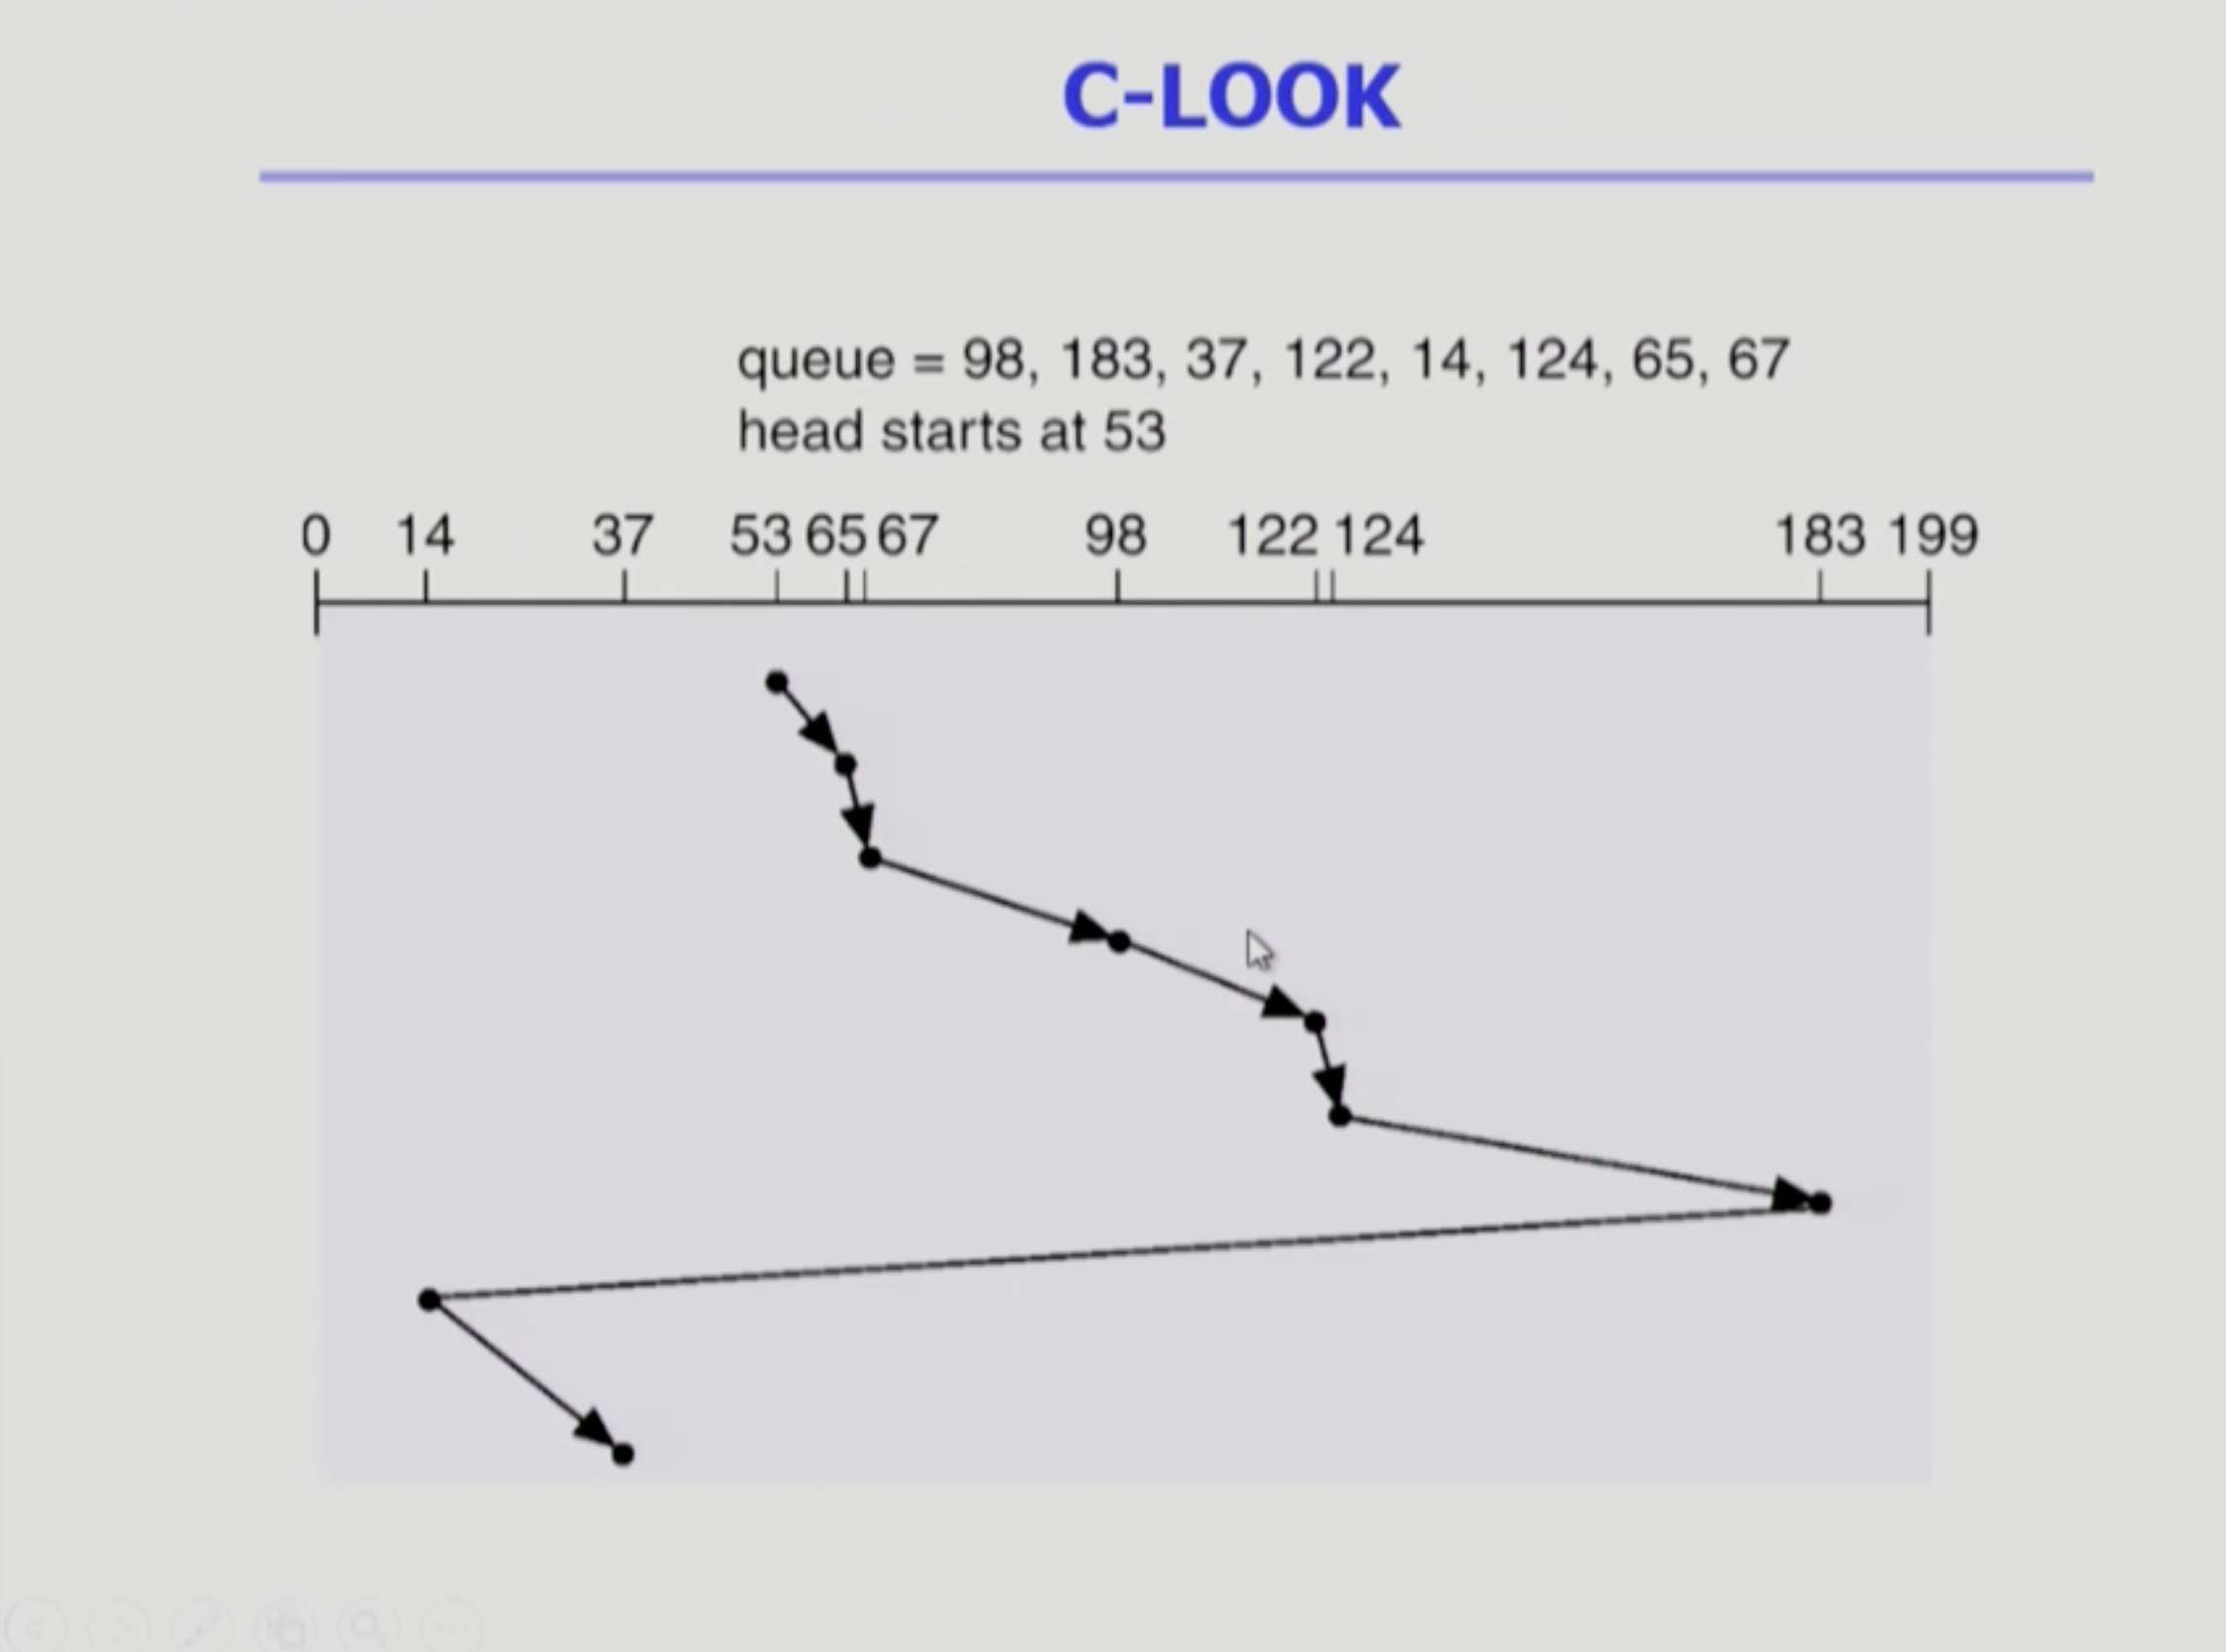 C-LOOK
queue = 98, 183, 37, 122, 14, 124, 65, 67
head starts at 53
0 14 37 53 65 67 98 122 124 183 199